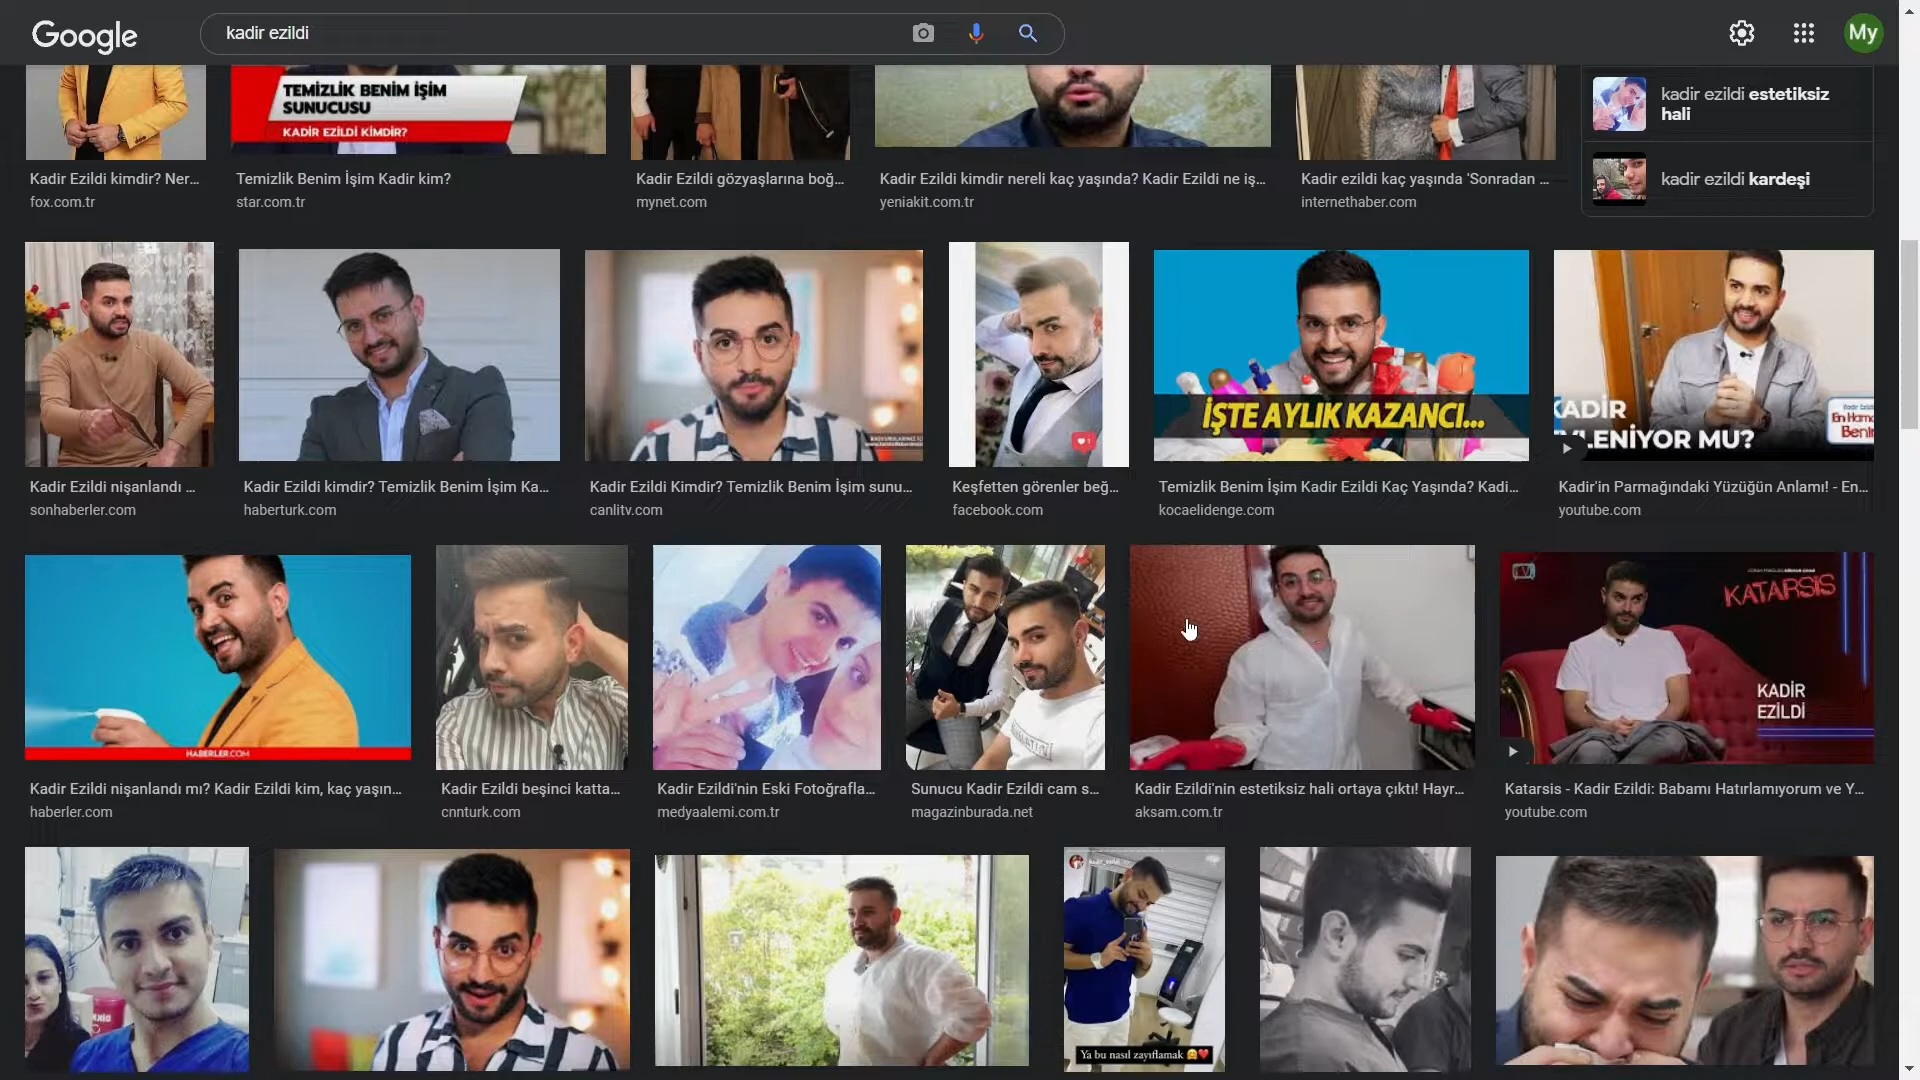 Google
kadir ezildi
My
TEMİZLİK BENİM İŞİM
SUNUCUSU
KADİR EZİLDİ KİMDİR?
kadir ezildi estetiksiz
hali
kadir ezildi kardeşi
Kadir Ezildi kimdir? Ner...
fox.com.tr
Temizlik Benim İşim Kadir kim?
star.com.tr
Kadir Ezildi gözyaşlarına boğ...
mynet.com
Kadir Ezildi kimdir nereli kaç yaşında? Kadir Ezildi ne iş...
yeniakit.com.tr
Kadir ezildi kaç yaşında 'Sonradan ...
internethaber.com
İŞTE AYLIK KAZANCI...
KADİR
EVLENİYOR MU?
Kadir Ezildi nişanlandı ...
sonhaberler.com
Kadir Ezildi kimdir? Temizlik Benim İşim Ka...
haberturk.com
Kadir Ezildi Kimdir? Temizlik Benim İşim sunu...
canlitv.com
Keşfetten görenler beğ...
facebook.com
Temizlik Benim İşim Kadir Ezildi Kaç Yaşında? Kadi...
kocaelidenge.com
Kadir'in Parmağındaki Yüzüğün Anlamı! - En...
youtube.com
HABERLER.COM
KATARSİS
KADİR
EZİLDİ
Kadir Ezildi nişanlandı mı? Kadir Ezildi kim, kaç yaşın...
haberler.com
Kadir Ezildi beşinci katta...
cnnturk.com
Kadir Ezildi'nin Eski Fotoğrafla...
medyaalemi.com.tr
Sunucu Kadir Ezildi cam s...
magazinburada.net
Kadir Ezildi'nin estetiksiz hali ortaya çıktı! Hayr...
aksam.com.tr
Katarsis - Kadir Ezildi: Babamı Hatırlamıyorum ve Y...
youtube.com
Ya bu nasıl zayıflamak